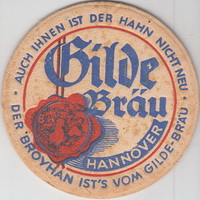 AUCH IHNEN IST DER HAHN NICHT NEU
Gilde
Bräu
HANNOVER
DER BROYHAN IST'S VOM GILDE-BRÄU